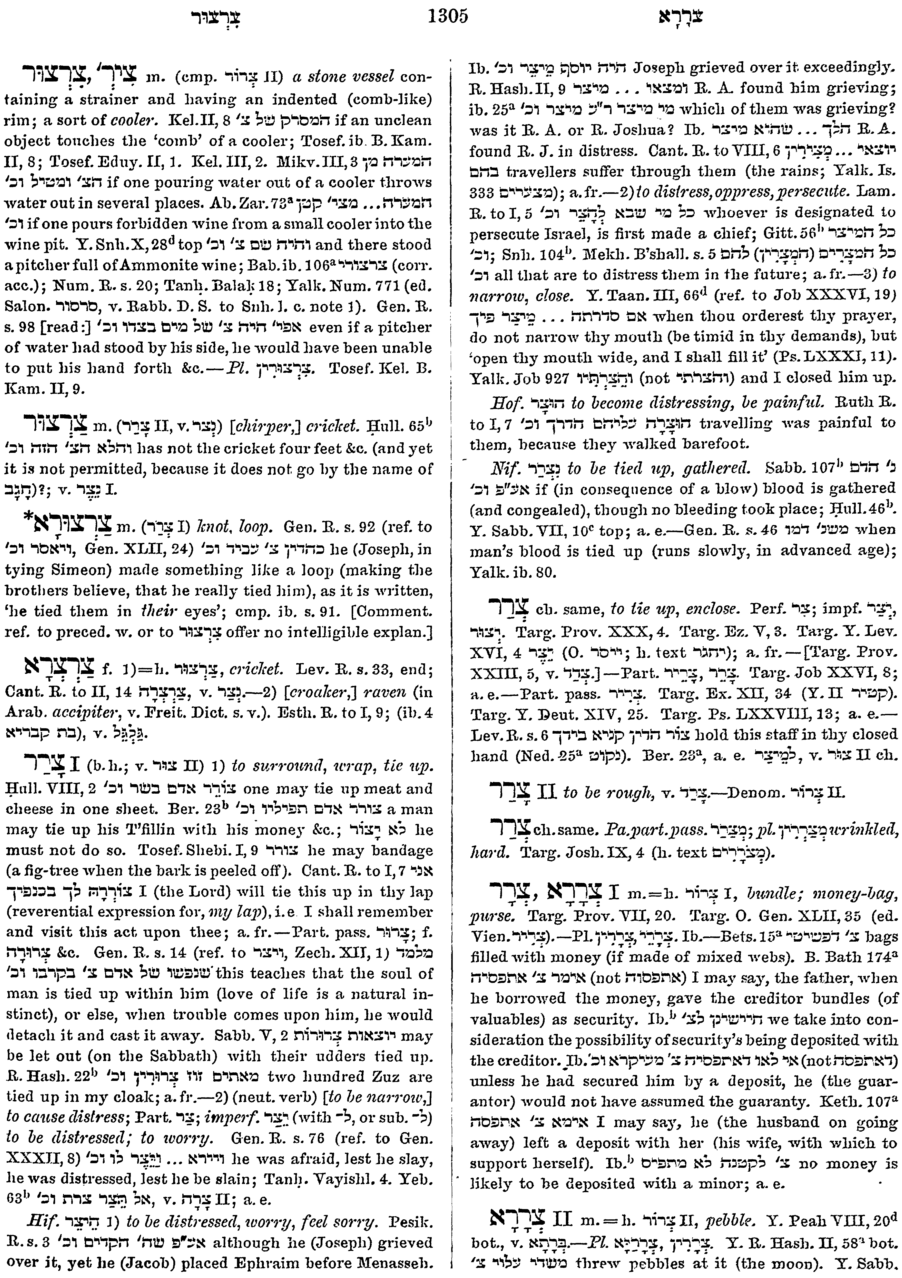 צְרְצוּר 1305 צְרָרָא
צִיר', צְרְצוּר m. (cmp. צְרוֹר II) a stone vessel con-
taining a strainer and having an indented (comb-like)
rim; a sort of cooler. Kel. II, 8 המסרק של צ' if an unclean
object touches the 'comb' of a cooler; Tosef. ib. B. Kam.
II, 8; Tosef. Eduy. II, 1. Kel. III, 2. Mikv. III, 3 המערה מן
הצ' ומטיל וכ' if one pouring water out of a cooler throws
water out in several places. Ab. Zar. 73ᵃ המערה... מצר' קטן
וכ' if one pours forbidden wine from a small cooler into the
wine pit. Y. Snh. X, 28ᵈ top והיה שם צ' וכ' and there stood
a pitcher full of Ammonite wine; Bab. ib. 106ᵃ צרצורי (corr.
acc.); Num. R. s. 20; Tanḥ. Balak 18; Yalk. Num. 771 (ed.
Salon. סרסור, v. Rabb. D. S. to Snh. l. c. note 1). Gen. R.
s. 98 [read:] אפי' היה צ' של מים בצדו וכ' even if a pitcher
of water had stood by his side, he would have been unable
to put his hand forth &c.—Pl. צְרְצוּרִין. Tosef. Kel. B.
Kam. II, 9.
צַרְצוּר m. (צָרַר II, v. נָצַר) [chirper,] cricket. Ḥull. 65ᵇ
והלא הצ' הזה וכ' has not the cricket four feet &c. (and yet
it is not permitted, because it does not go by the name of
חָגָב)?; v. נָצַר I.
*צַרְצוּרָא m. (צָרַר I) knot, loop. Gen. R. s. 92 (ref. to
ויאסר וכ', Gen. XLII, 24) כהדין צ' עביד וכ' he (Joseph, in
tying Simeon) made something like a loop (making the
brothers believe, that he really tied him), as it is written,
'he tied them in their eyes'; cmp. ib. s. 91. [Comment.
ref. to preced. w. or to צְרְצוּר offer no intelligible explan.]
צַרְצְרָא f. 1)=h. צַרְצוּר, cricket. Lev. R. s. 33, end;
Cant. R. to II, 14 צַרְצְרָה, v. נָצַר.—2) [croaker,] raven (in
Arab. accipiter, v. Freit. Dict. s. v.). Esth. R. to I, 9; (ib. 4
בת קבריא), v. גַּלְגַּל.
צָרַר I (b. h.; v. צוּר II) 1) to surround, wrap, tie up.
Ḥull. VIII, 2 צורר אדם בשר וכ' one may tie up meat and
cheese in one sheet. Ber. 23ᵇ צורר אדם תפיליו וכ' a man
may tie up his T'fillin with his money &c.; לא יָצוֹר he
must not do so. Tosef. Shebi. I, 9 צורר he may bandage
(a fig-tree when the bark is peeled off). Cant. R. to I, 7 אני
צוררה לך בכנפיך I (the Lord) will tie this up in thy lap
(reverential expression for, my lap), i. e. I shall remember
and visit this act upon thee; a. fr.—Part. pass. צָרוּר; f.
צְרוּרָה &c. Gen. R. s. 14 (ref. to ויצר, Zech. XII, 1) מלמד
שנפשו של אדם צ' בקרבו וכ' this teaches that the soul of
man is tied up within him (love of life is a natural in-
stinct), or else, when trouble comes upon him, he would
detach it and cast it away. Sabb. V, 2 יוצאות צְרוּרוֹת may
be let out (on the Sabbath) with their udders tied up.
R. Hash. 22ᵇ מאתים זוז צרורין וכ' two hundred Zuz are
tied up in my cloak; a. fr.—2) (neut. verb) [to be narrow,]
to cause distress; Part. צַר; imperf. יֵצַר (with ל-, or sub. ל-)
to be distressed; to worry. Gen. R. s. 76 (ref. to Gen.
XXXII, 8) ויירא ... וַיֵּצֶר לו וכ' he was afraid, lest he slay,
he was distressed, lest he be slain; Tanḥ. Vayishl. 4. Yeb.
63ᵇ אל תָּצַר צרת וכ', v. צָרָה II; a. e.
Hif. הֵיצַר 1) to be distressed, worry, feel sorry. Pesik.
R. s. 3 אע"פ שה' הקדים וכ' although he (Joseph) grieved
over it, yet he (Jacob) placed Ephraim before Menasseh.
Ib. היה יוסף מיצר וכ' Joseph grieved over it exceedingly.
R. Hash. II, 9 ומצאו ... מיצר R. A. found him grieving;
ib. 25ᵃ מי מיצר ר"ע מיצר וכ' which of them was grieving?
was it R. A. or R. Joshua? Ib. הלך ... שהוא מיצר R. A.
found R. J. in distress. Cant. R. to VIII, 6 יוצאי ... מְצֵירִין
בהם travellers suffer through them (the rains; Yalk. Is.
333 מצערים); a. fr.—2) to distress, oppress, persecute. Lam.
R. to I, 5 כל מי שבא לְהָצֵר וכ' whoever is designated to
persecute Israel, is first made a chief; Gitt. 56ᵇ כל המיצר
וכ'; Snh. 104ᵇ. Mekh. B'shall. s. 5 כל המצרים (המְצֵרִין) להם
וכ' all that are to distress them in the future; a. fr.—3) to
narrow, close. Y. Taan. III, 66ᵈ (ref. to Job XXXVI, 19)
אם סדרתה ... מיצר פיך when thou orderest thy prayer,
do not narrow thy mouth (be timid in thy demands), but
'open thy mouth wide, and I shall fill it' (Ps. LXXXI, 11).
Yalk. Job 927 וַהֲצֵרְתִּיו (not והצרתי) and I closed him up.
Hof. הוּצַר to become distressing, be painful. Ruth R.
to I, 7 הוּצְרָה עליהם הדרך וכ' travelling was painful to
them, because they walked barefoot.
Nif. נִצְרַר to be tied up, gathered. Sabb. 107ᵇ נ' הדם
אע"פ וכ' if (in consequence of a blow) blood is gathered
(and congealed), though no bleeding took place; Ḥull. 46ᵇ.
Y. Sabb. VII, 10ᶜ top; a. e.—Gen. R. s. 46 משנ' דמו when
man's blood is tied up (runs slowly, in advanced age);
Yalk. ib. 80.
צְרַר ch. same, to tie up, enclose. Perf. צַר; impf. יֵצַר,
יְצוּר. Targ. Prov. XXX, 4. Targ. Ez. V, 3. Targ. Y. Lev.
XVI, 4 יֵצַר (O. ייסר; h. text יחגר); a. fr.—[Targ. Prov.
XXIII, 5, v. צְרַד.]—Part. צָרַר, צָרֵיר. Targ. Job XXVI, 8;
a. e.—Part. pass. צְרִיר. Targ. Ex. XII, 34 (Y. II קטיר).
Targ. Y. Deut. XIV, 25. Targ. Ps. LXXVIII, 13; a. e.—
Lev. R. s. 6 צור הדין קניא בידך hold this staff in thy closed
hand (Ned. 25ᵃ נקוט). Ber. 23ᵃ, a. e. לְמֵיצַר, v. צוּר II ch.
צָרַר II to be rough, v. צָרַד.—Denom. צְרוֹר II.
צְרַר ch. same. Pa. part. pass. מְצָרַר; pl. מְצָרְרִין wrinkled,
hard. Targ. Josh. IX, 4 (h. text מְצֹרָרִים).
צְרָר, צְרָרָא I m.=h. צְרוֹר I, bundle; money-bag,
purse. Targ. Prov. VII, 20. Targ. O. Gen. XLII, 35 (ed.
Vien. צְרִיר).—Pl. צְרָרִין, צְרָרֵי. Ib.—Bets. 15ᵃ צ' דפשיטי bags
filled with money (if made of mixed webs). B. Bath 174ᵃ
אימר צ' אתפסיה (not אתפסוה) I may say, the father, when
he borrowed the money, gave the creditor bundles (of
valuables) as security. Ib.ᵇ חיישינן לצ' we take into con-
sideration the possibility of security's being deposited with
the creditor. Ib. אי לאו דאתפסיה צ' מעיקרא וכ' (not
דאתפסה) unless he had secured him by a deposit, he (the guar-
antor) would not have assumed the guaranty. Keth. 107ᵃ
אימא צ' אתפסה I may say, he (the husband on going
away) left a deposit with her (his wife, with which to
support herself). Ib.ᵇ צ' לקטנה לא מתפיס no money is
likely to be deposited with a minor; a. e.
צְרָרָא II m.=h. צְרוֹר II, pebble. Y. Peah VIII, 20ᵈ
bot., v. בְּרָתָא.—Pl. צְרָרִין, צְרָרַיָּא. Y. R. Hash. II, 58ᵃ bot.
משדי עלוי צ' threw pebbles at it (the moon). Y. Sabb.